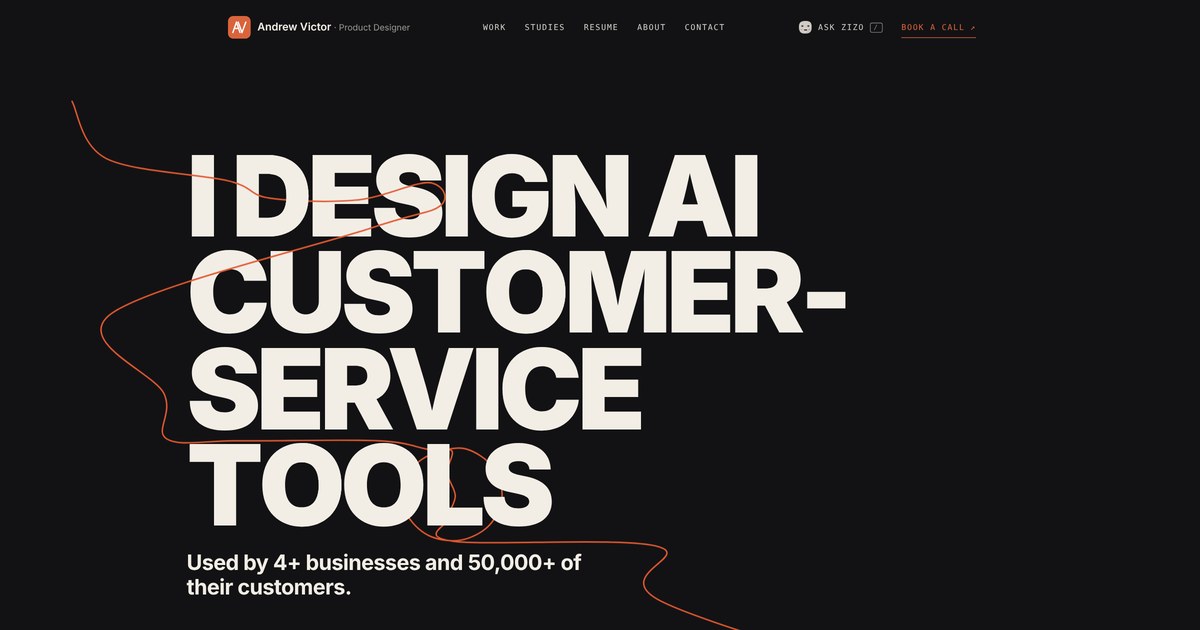 AV Andrew Victor · Product Designer WORK STUDIES RESUME ABOUT CONTACT ASK ZIZO / BOOK A CALL ↗
I DESIGN AI
CUSTOMER-
SERVICE
TOOLS
Used by 4+ businesses and 50,000+ of
their customers.